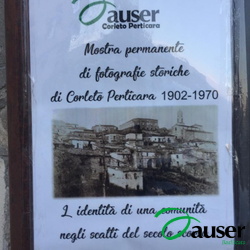 auser
Corleto Perticara
Mostra permanente
di fotografie storiche
di Corleto Perticara 1902-1970
L identità di una comunità
negli scatti del secolo
auser